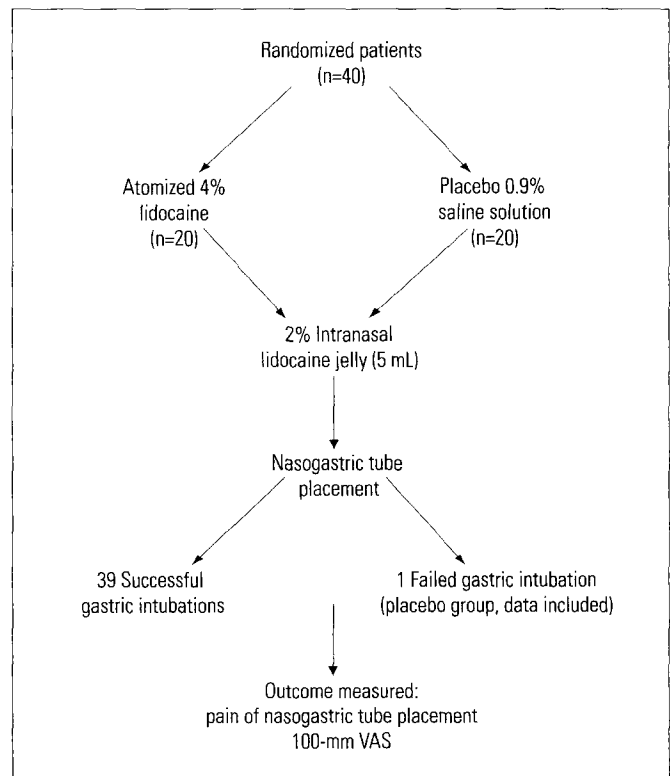 Randomized patients
(n=40)
Atomized 4%
lidocaine
(n=20)
Placebo 0.9%
saline solution
(n=20)
2% Intranasal
lidocaine jelly (5 mL)
Nasogastric tube
placement
39 Successful
gastric intubations
1 Failed gastric intubation
(placebo group, data included)
Outcome measured:
pain of nasogastric tube placement
100-mm VAS